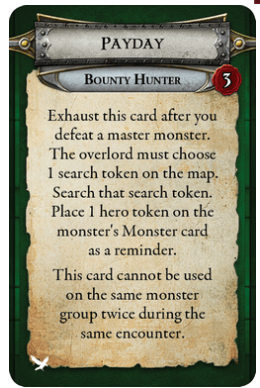 PAYDAY
BOUNTY HUNTER
3
Exhaust this card after you
defeat a master monster.
The overlord must choose
1 search token on the map.
Search that search token.
Place 1 hero token on the
monster's Monster card
as a reminder.
This card cannot be used
on the same monster
group twice during the
same encounter.